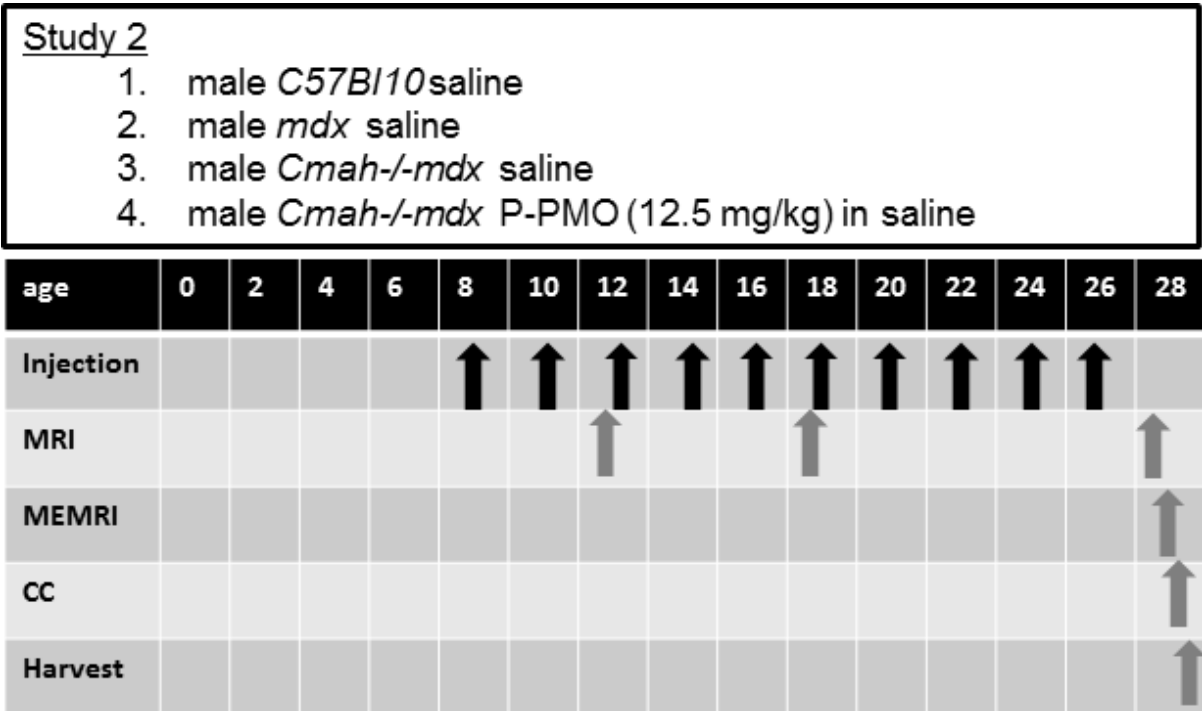 Study 2
1. male C57Bl10 saline
2. male mdx saline
3. male Cmah-/-mdx saline
4. male Cmah-/-mdx P-PMO (12.5 mg/kg) in saline
age 0 2 4 6 8 10 12 14 16 18 20 22 24 26 28
Injection
MRI
MEMRI
CC
Harvest